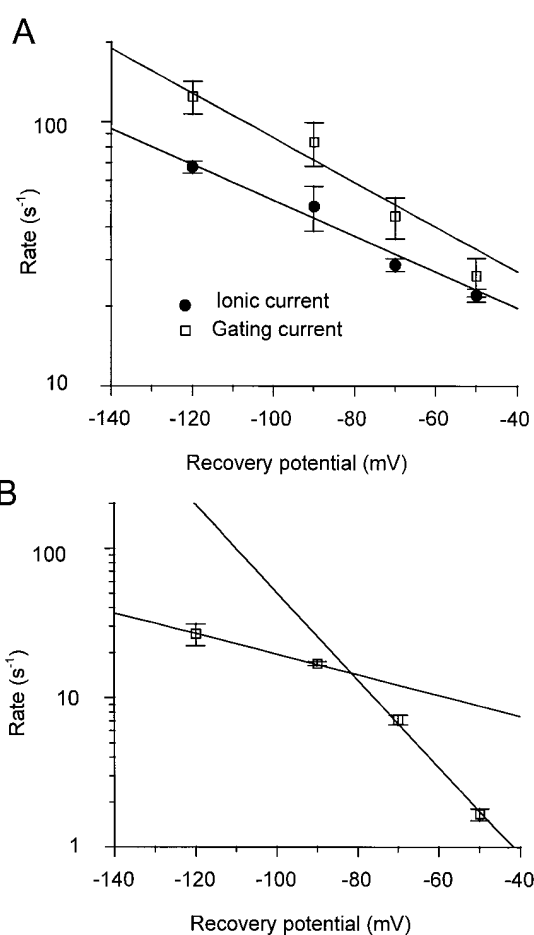 A
100
10
Rate (s-1)
Ionic current
Gating current
-140 -120 -100 -80 -60 -40
Recovery potential (mV)
B
100
10
1
Rate (s-1)
-140 -120 -100 -80 -60 -40
Recovery potential (mV)